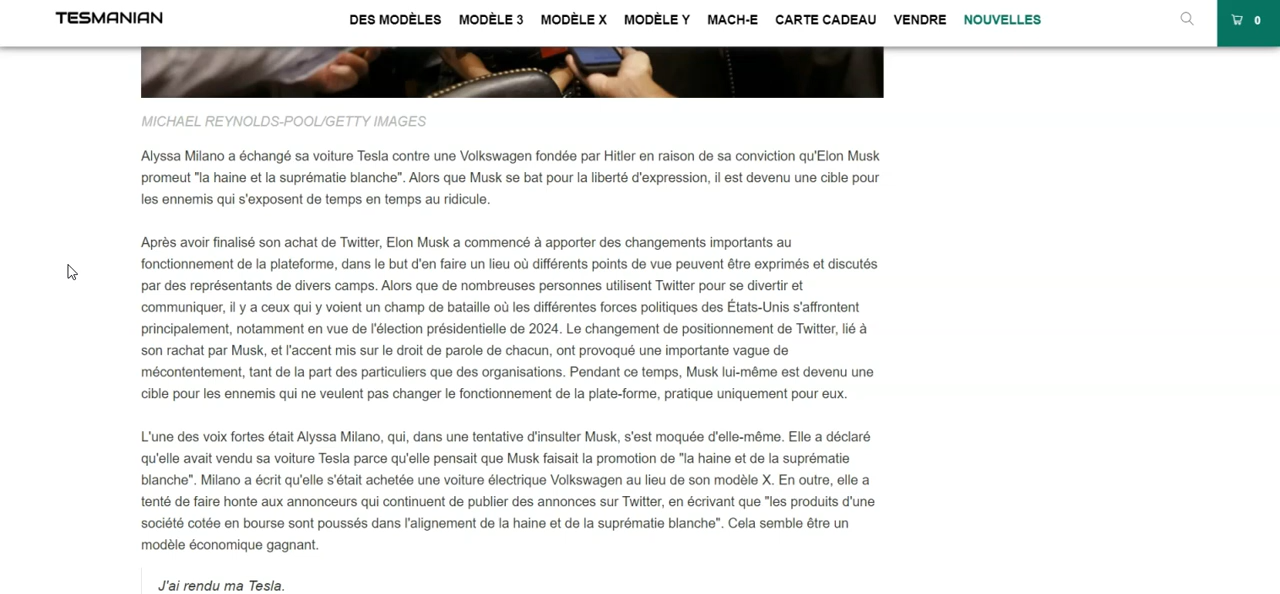 TESMANIAN
DES MODÈLES MODÈLE 3 MODÈLE X MODÈLE Y MACH-E CARTE CADEAU VENDRE NOUVELLES
0
MICHAEL REYNOLDS-POOL/GETTY IMAGES
Alyssa Milano a échangé sa voiture Tesla contre une Volkswagen fondée par Hitler en raison de sa conviction qu'Elon Musk
promeut "la haine et la suprématie blanche". Alors que Musk se bat pour la liberté d'expression, il est devenu une cible pour
les ennemis qui s'exposent de temps en temps au ridicule.
Après avoir finalisé son achat de Twitter, Elon Musk a commencé à apporter des changements importants au
fonctionnement de la plateforme, dans le but d'en faire un lieu où différents points de vue peuvent être exprimés et discutés
par des représentants de divers camps. Alors que de nombreuses personnes utilisent Twitter pour se divertir et
communiquer, il y a ceux qui y voient un champ de bataille où les différentes forces politiques des États-Unis s'affrontent
principalement, notamment en vue de l'élection présidentielle de 2024. Le changement de positionnement de Twitter, lié à
son rachat par Musk, et l'accent mis sur le droit de parole de chacun, ont provoqué une importante vague de
mécontentement, tant de la part des particuliers que des organisations. Pendant ce temps, Musk lui-même est devenu une
cible pour les ennemis qui ne veulent pas changer le fonctionnement de la plate-forme, pratique uniquement pour eux.
L'une des voix fortes était Alyssa Milano, qui, dans une tentative d'insulter Musk, s'est moquée d'elle-même. Elle a déclaré
qu'elle avait vendu sa voiture Tesla parce qu'elle pensait que Musk faisait la promotion de "la haine et de la suprématie
blanche". Milano a écrit qu'elle s'était achetée une voiture électrique Volkswagen au lieu de son modèle X. En outre, elle a
tenté de faire honte aux annonceurs qui continuent de publier des annonces sur Twitter, en écrivant que "les produits d'une
société cotée en bourse sont poussés dans l'alignement de la haine et de la suprématie blanche". Cela semble être un
modèle économique gagnant.
J'ai rendu ma Tesla.